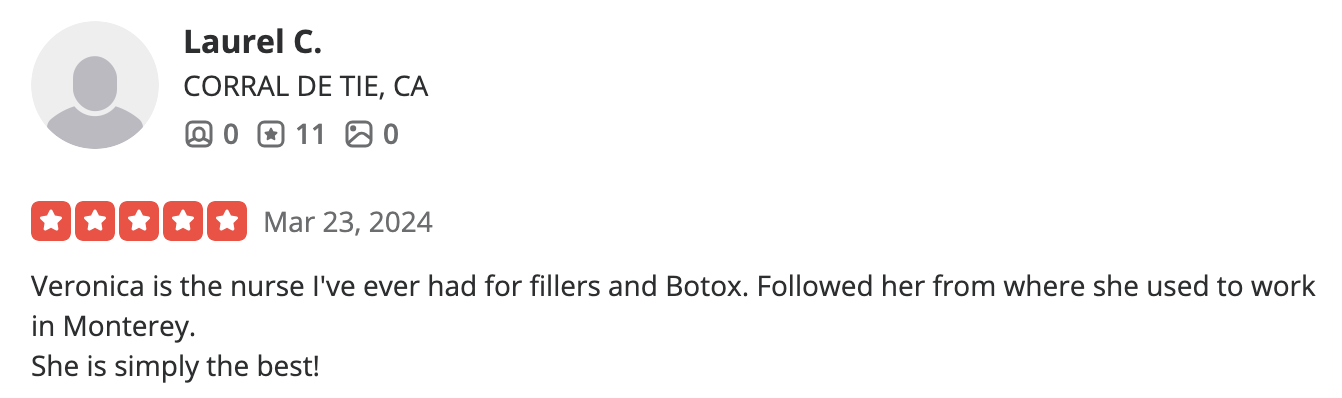 Laurel C.
CORRAL DE TIE, CA
0 11 0
Mar 23, 2024
Veronica is the nurse I've ever had for fillers and Botox. Followed her from where she used to work
in Monterey.
She is simply the best!